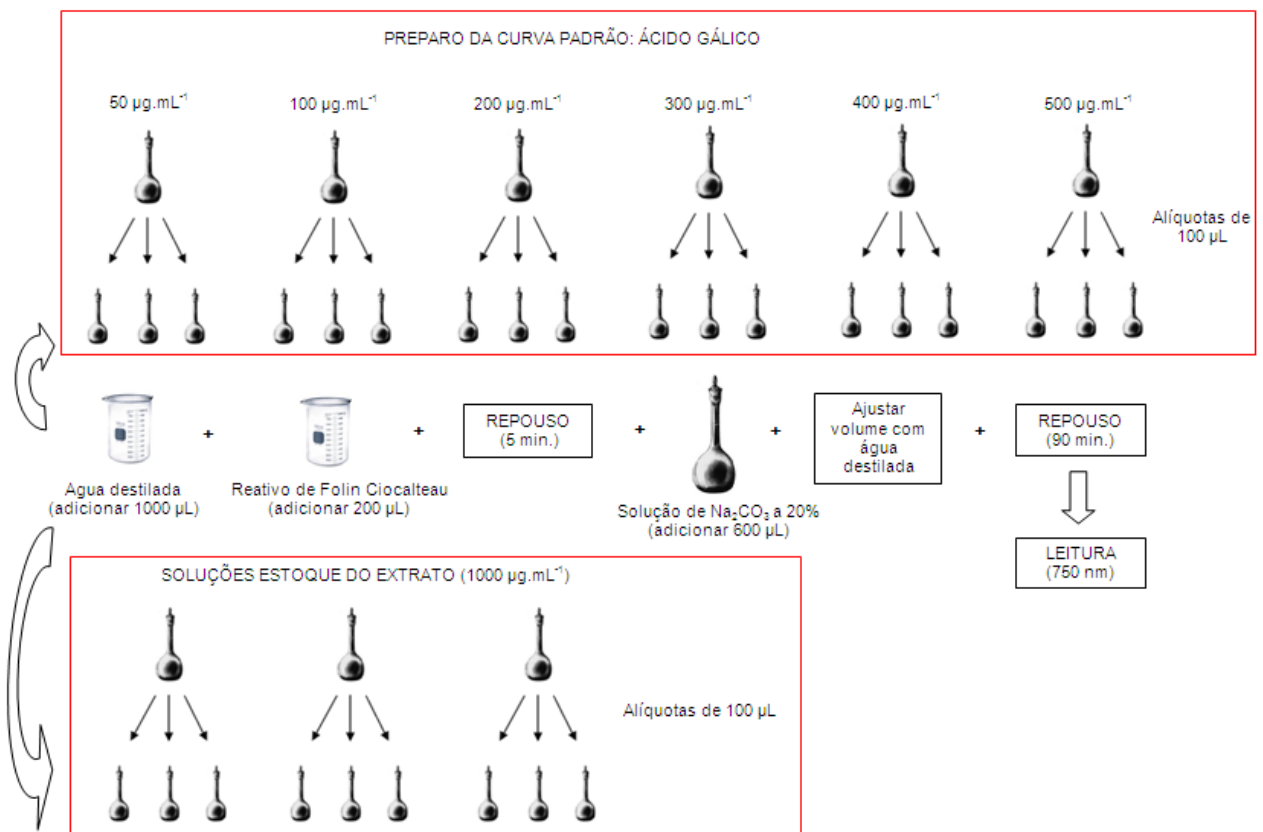 PREPARO DA CURVA PADRÃO: ÁCIDO GÁLICO
50 µg.mL⁻¹
100 µg.mL⁻¹
200 µg.mL⁻¹
300 µg.mL⁻¹
400 µg.mL⁻¹
500 µg.mL⁻¹
Alíquotas de
100 µL
Agua destilada
(adicionar 1000 µL)
+
Reativo de Folin Ciocalteau
(adicionar 200 µL)
+
REPOUSO
(5 min.)
+
Solução de Na₂CO₃ a 20%
(adicionar 600 µL)
+
Ajustar
volume com
água
destilada
+
REPOUSO
(90 min.)
LEITURA
(750 nm)
SOLUÇÕES ESTOQUE DO EXTRATO (1000 µg.mL⁻¹)
Alíquotas de 100 µL